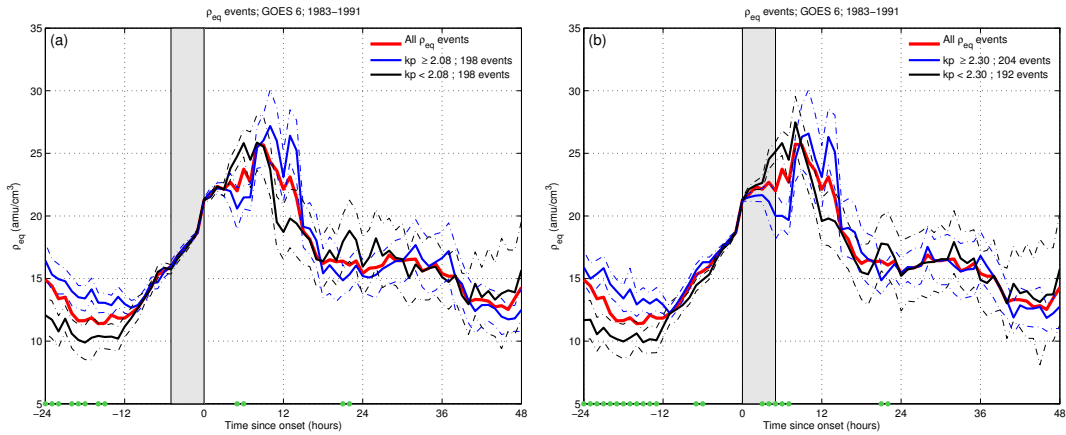 ρeq events; GOES 6; 1983−1991
(a)
All ρeq events
kp ≥ 2.08 ; 198 events
kp < 2.08 ; 198 events
35
30
25
20
15
10
5
ρeq (amu/cm3)
−24 −12 0 12 24 36 48
Time since onset (hours)
ρeq events; GOES 6; 1983−1991
(b)
All ρeq events
kp ≥ 2.30 ; 204 events
kp < 2.30 ; 192 events
35
30
25
20
15
10
5
ρeq (amu/cm3)
−24 −12 0 12 24 36 48
Time since onset (hours)